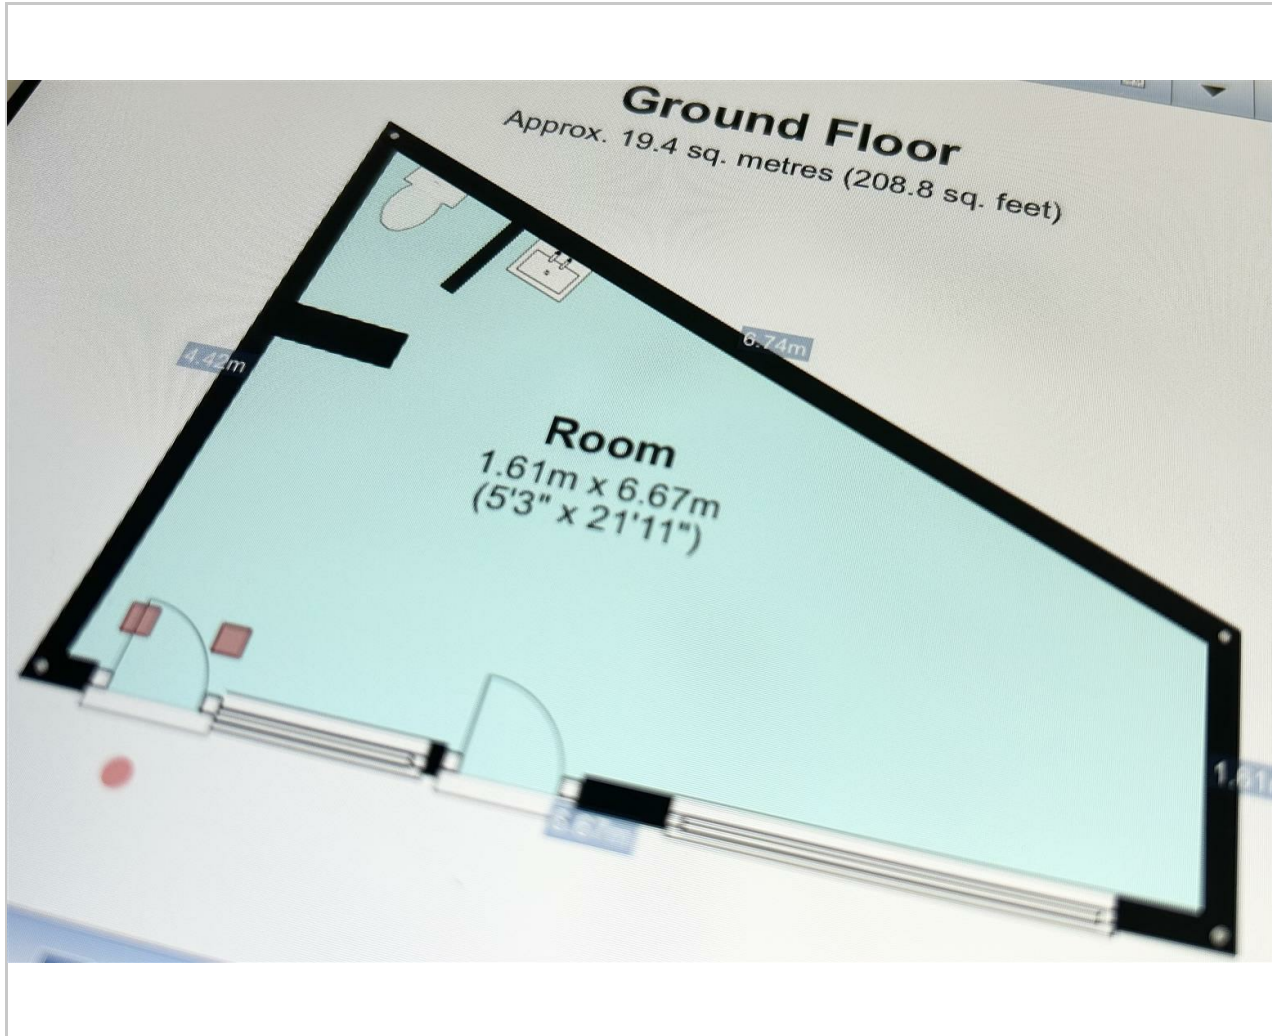 Ground Floor
Approx. 19.4 sq. metres (208.8 sq. feet)
6.74m
4.42m
Room
1.61m x 6.67m
(5'3" x 21'11")